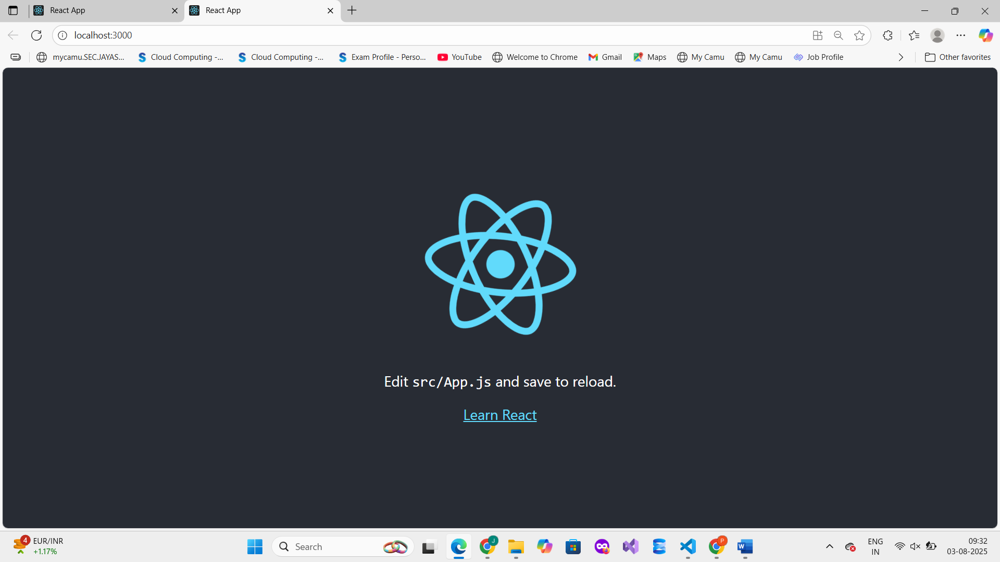 React App
React App
localhost:3000
mycamu.SEC.JAYAS...
Cloud Computing -...
Cloud Computing -...
Exam Profile - Perso...
YouTube
Welcome to Chrome
Gmail
Maps
My Camu
My Camu
Job Profile
Other favorites
Edit src/App.js and save to reload.
Learn React
4
EUR/INR
+1.17%
Search
J
P
ENG
IN
09:32
03-08-2025